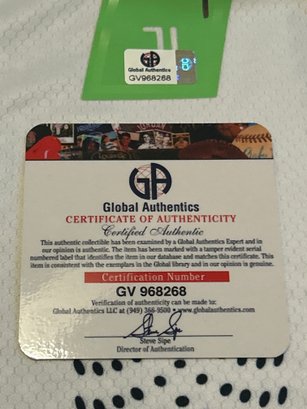 GA
Global Authentics
GV968268
JORDAN
GA
Global Authentics
CERTIFICATE OF AUTHENTICITY
Certified Authentic
This authentic collectible has been examined by a Global Authentics Expert and in
our opinion is authentic. The item has been marked with a tamper evident serial
numbered label that identifies the item in our database and matches this certificate. This
item is consistent with the exemplars in the Global library and in our opinion is genuine.
Certification Number
GV 968268
Verification of authenticity can be made to:
Global Authentics LLC at (949) 366-9500 • www.globalauthentics.com
Steve Sipe
Director of Authentication